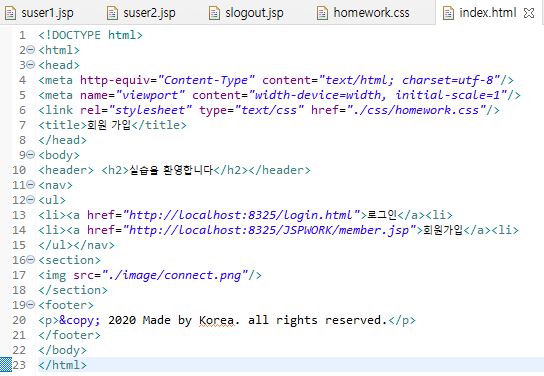 suser1.jsp suser2.jsp slogout.jsp homework.css index.html
1 <!DOCTYPE html>
2 <html>
3 <head>
4 <meta http-equiv="Content-Type" content="text/html; charset=utf-8"/>
5 <meta name="viewport" content="width-device=width, initial-scale=1"/>
6 <link rel="stylesheet" type="text/css" href="./css/homework.css"/>
7 <title>회원 가입</title>
8 </head>
9 <body>
10 <header> <h2>실습을 환영합니다</h2></header>
11 <nav>
12 <ul>
13 <li><a href="http://localhost:8325/login.html">로그인</a><li>
14 <li><a href="http://localhost:8325/JSPWORK/member.jsp">회원가입</a><li>
15 </ul></nav>
16 <section>
17 <img src="./image/connect.png"/>
18 </section>
19 <footer>
20 <p>&copy; 2020 Made by Korea. all rights reserved.</p>
21 </footer>
22 </body>
23 </html>